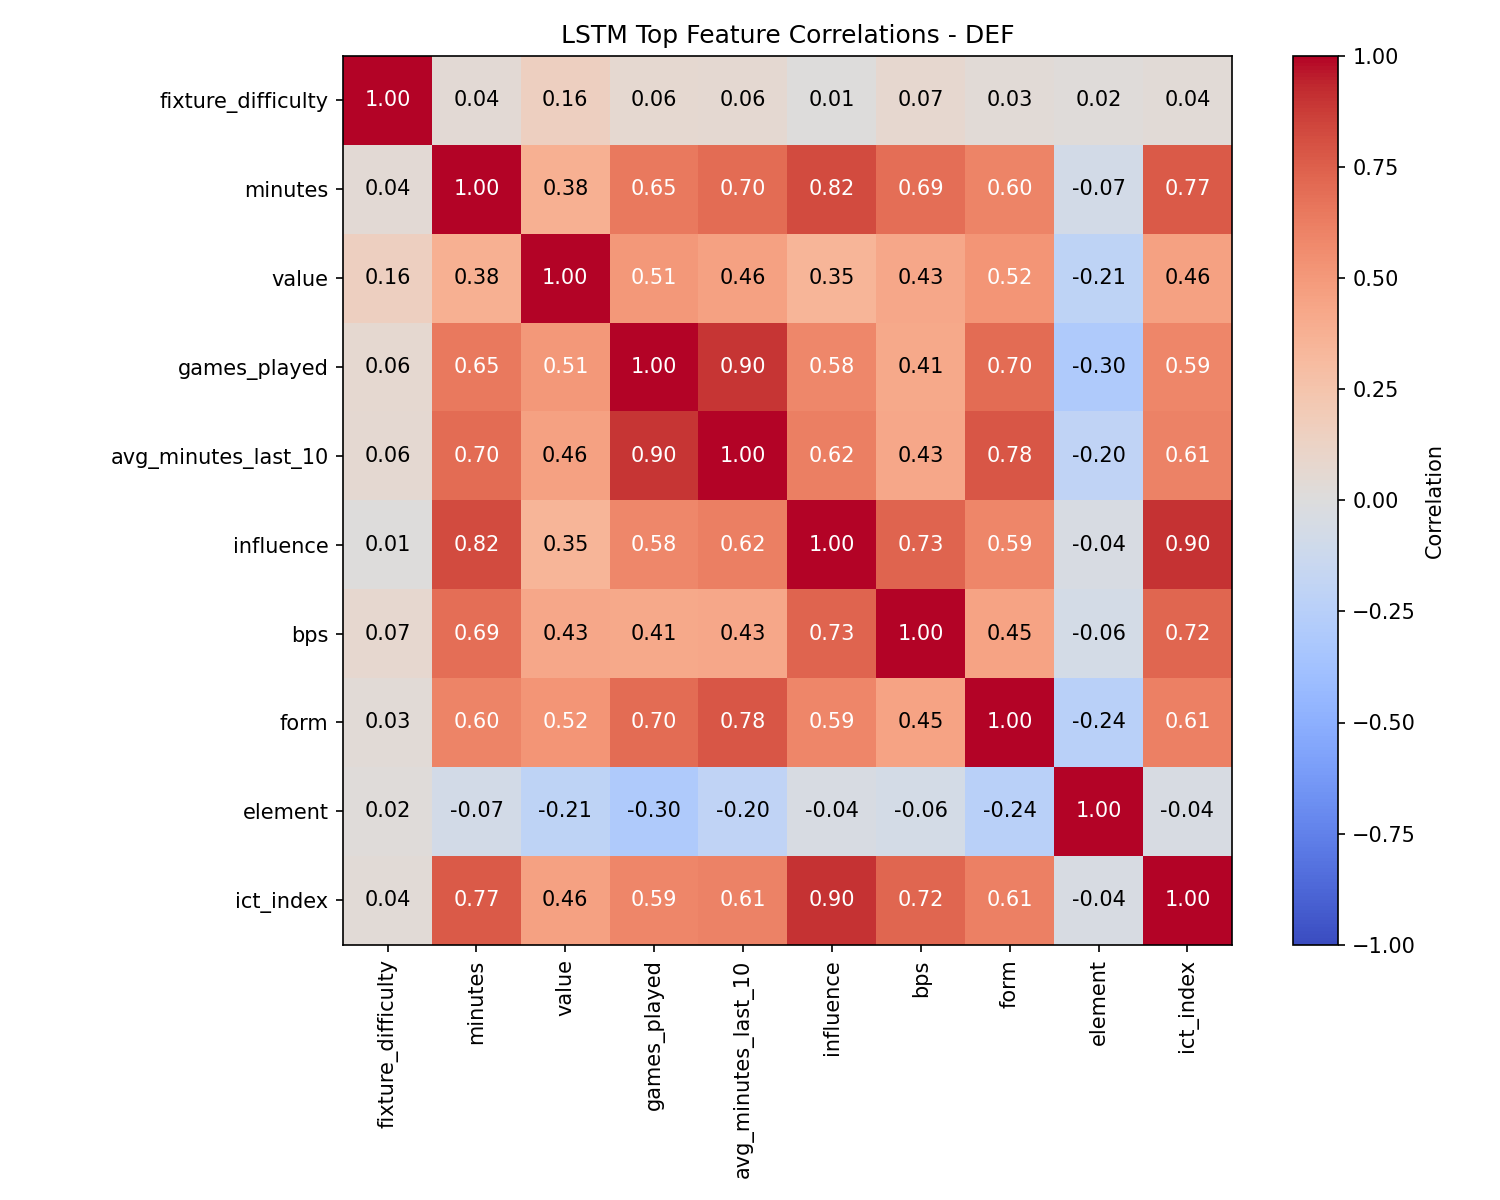 LSTM Top Feature Correlations - DEF
fixture_difficulty 1.00 0.04 0.16 0.06 0.06 0.01 0.07 0.03 0.02 0.04
minutes 0.04 1.00 0.38 0.65 0.70 0.82 0.69 0.60 -0.07 0.77
value 0.16 0.38 1.00 0.51 0.46 0.35 0.43 0.52 -0.21 0.46
games_played 0.06 0.65 0.51 1.00 0.90 0.58 0.41 0.70 -0.30 0.59
avg_minutes_last_10 0.06 0.70 0.46 0.90 1.00 0.62 0.43 0.78 -0.20 0.61
influence 0.01 0.82 0.35 0.58 0.62 1.00 0.73 0.59 -0.04 0.90
bps 0.07 0.69 0.43 0.41 0.43 0.73 1.00 0.45 -0.06 0.72
form 0.03 0.60 0.52 0.70 0.78 0.59 0.45 1.00 -0.24 0.61
element 0.02 -0.07 -0.21 -0.30 -0.20 -0.04 -0.06 -0.24 1.00 -0.04
ict_index 0.04 0.77 0.46 0.59 0.61 0.90 0.72 0.61 -0.04 1.00
fixture_difficulty
minutes
value
games_played
avg_minutes_last_10
influence
bps
form
element
ict_index
1.00
0.75
0.50
0.25
0.00
−0.25
−0.50
−0.75
−1.00
Correlation